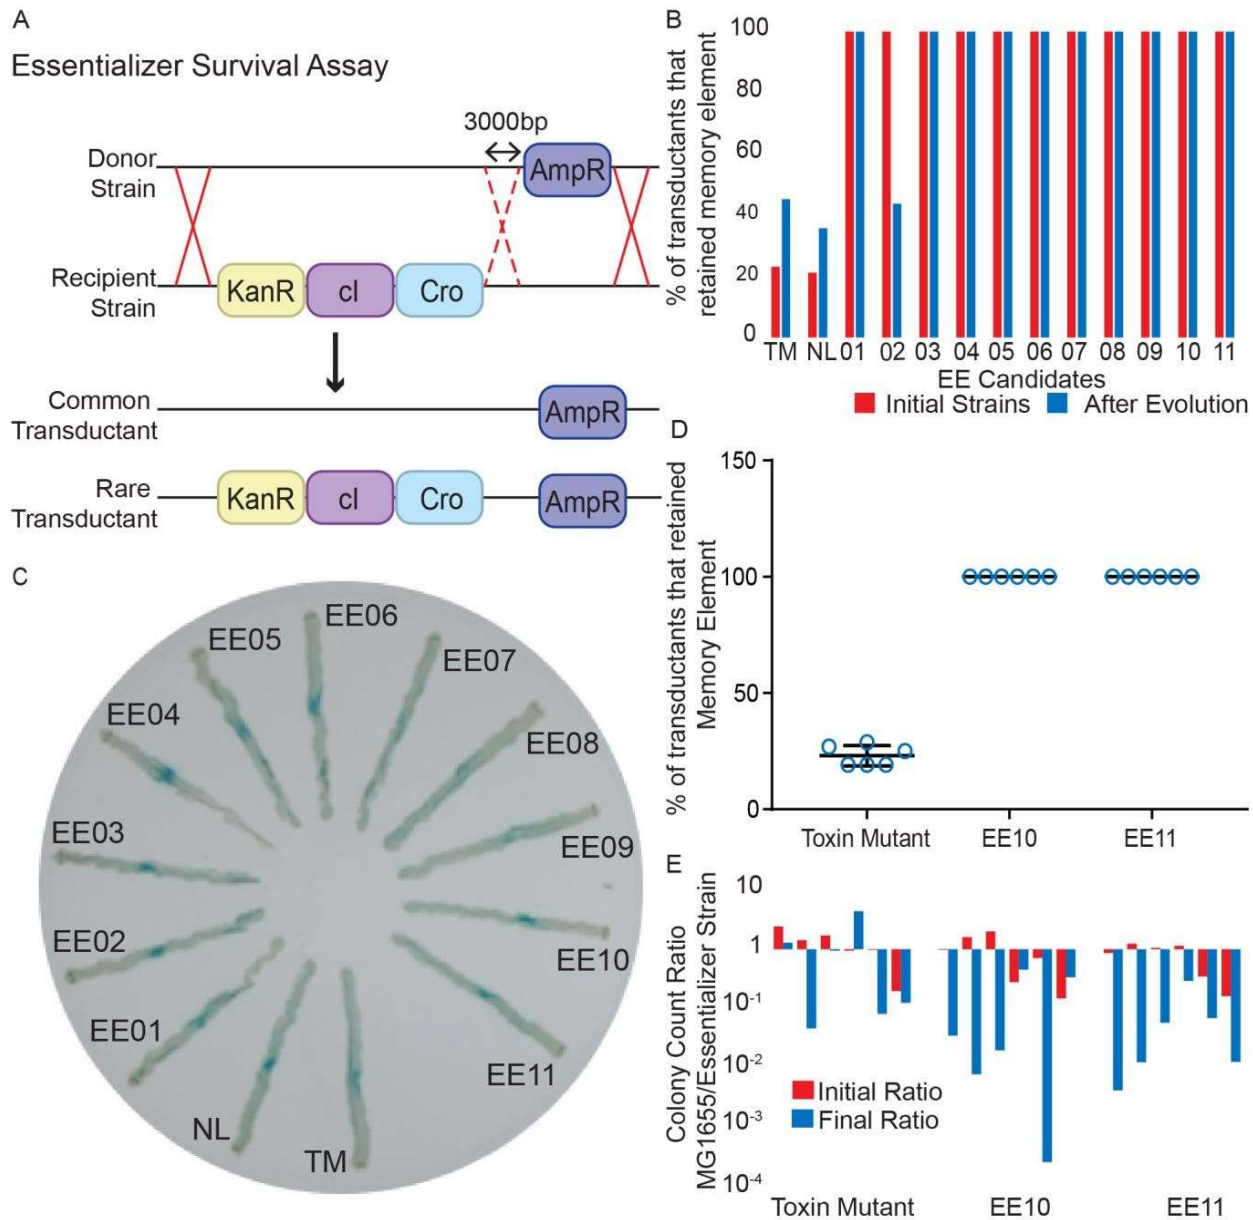 A
Essentializer Survival Assay
3000bp
Donor
Strain
AmpR
Recipient
Strain
KanR
cI
Cro
Common
Transductant
AmpR
Rare
Transductant
KanR
cI
Cro
AmpR
B
% of transductants that
retained memory element
100
80
60
40
20
0
TM
NL
01
02
03
04
05
06
07
08
09
10
11
EE Candidates
Initial Strains
After Evolution
C
EE06
EE05
EE07
EE04
EE08
EE03
EE09
EE02
EE10
EE01
EE11
NL
TM
D
% of transductants that retained
Memory Element
150
100
50
0
Toxin Mutant
EE10
EE11
E
Colony Count Ratio
MG1655/Essentializer Strain
10
1
10-1
10-2
10-3
10-4
Initial Ratio
Final Ratio
Toxin Mutant
EE10
EE11